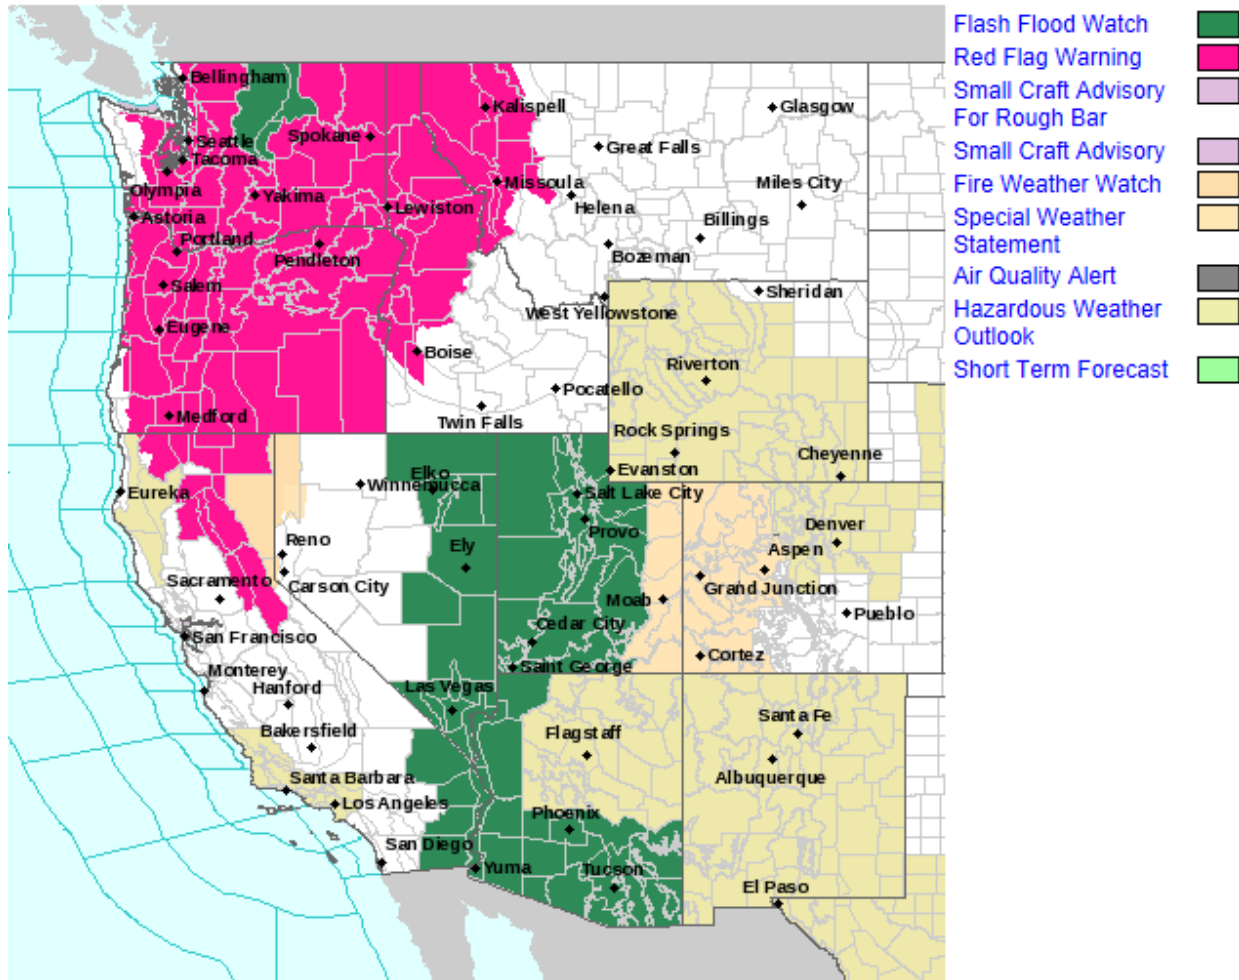 Flash Flood Watch
Red Flag Warning
Small Craft Advisory
For Rough Bar
Small Craft Advisory
Fire Weather Watch
Special Weather
Statement
Air Quality Alert
Hazardous Weather
Outlook
Short Term Forecast
Bellingham
Kalispell
Glasgow
Seattle
Spokane
Great Falls
Tacoma
Olympia
Yakima
Missoula
Miles City
Lewiston
Helena
Astoria
Billings
Portland
Pendleton
Bozeman
Salem
Sheridan
West Yellowstone
Eugene
Boise
Riverton
Pocatello
Medford
Twin Falls
Rock Springs
Cheyenne
Evanston
Elko
Winnemucca
Eureka
Salt Lake City
Provo
Denver
Reno
Ely
Aspen
Sacramento
Carson City
Grand Junction
Moab
Pueblo
Cedar City
San Francisco
Cortez
Monterey
Saint George
Hanford
Las Vegas
Santa Fe
Bakersfield
Flagstaff
Albuquerque
Santa Barbara
Los Angeles
Phoenix
San Diego
Yuma
Tucson
El Paso